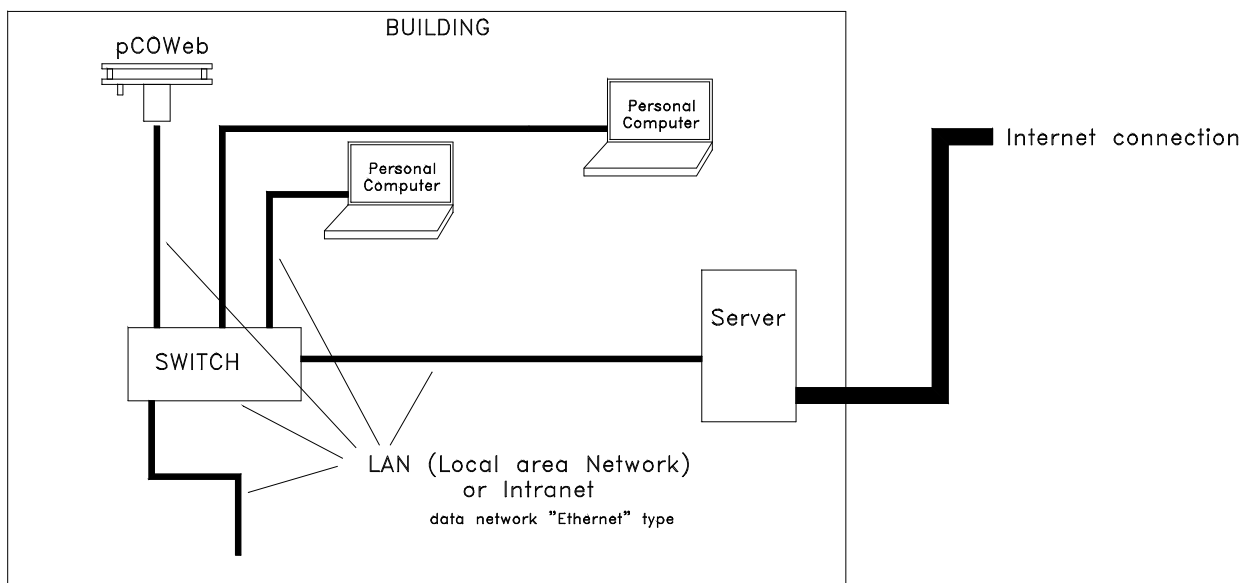 BUILDING
pCOWeb
Personal
Computer
Internet connection
Personal
Computer
Server
SWITCH
LAN (Local area Network)
or Intranet
data network "Ethernet" type